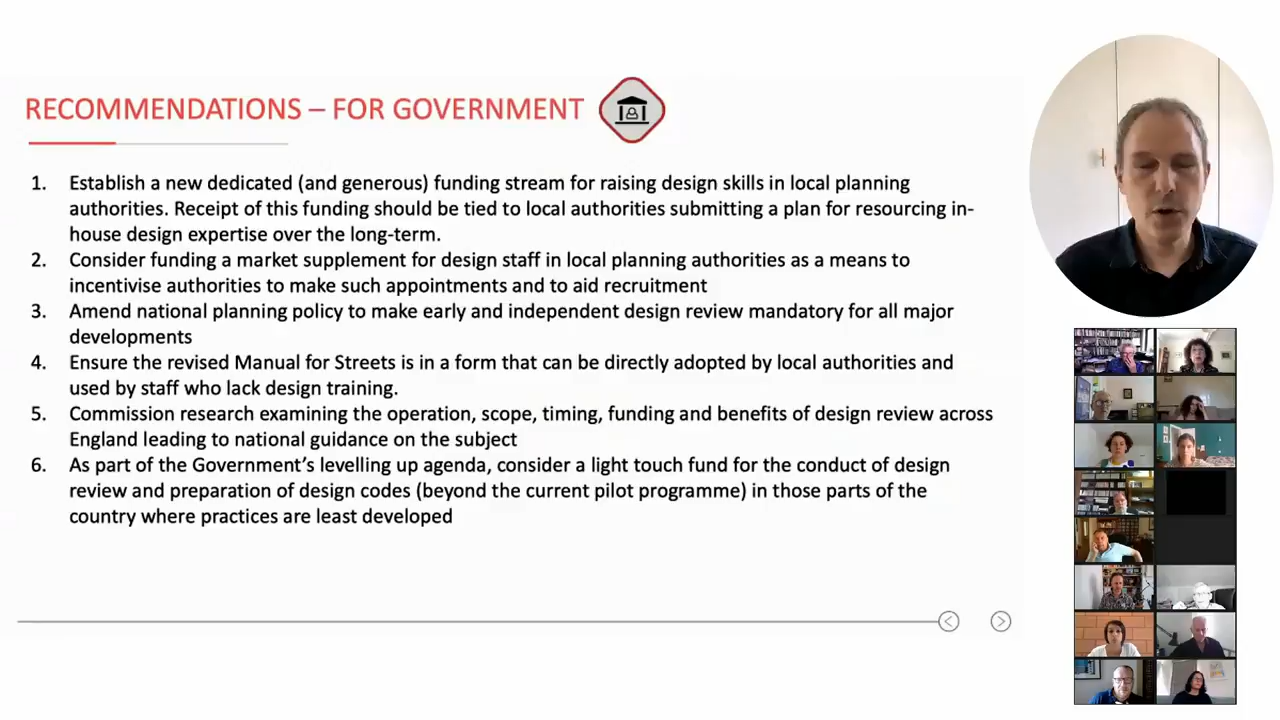 RECOMMENDATIONS – FOR GOVERNMENT
1. Establish a new dedicated (and generous) funding stream for raising design skills in local planning
authorities. Receipt of this funding should be tied to local authorities submitting a plan for resourcing in-
house design expertise over the long-term.
2. Consider funding a market supplement for design staff in local planning authorities as a means to
incentivise authorities to make such appointments and to aid recruitment
3. Amend national planning policy to make early and independent design review mandatory for all major
developments
4. Ensure the revised Manual for Streets is in a form that can be directly adopted by local authorities and
used by staff who lack design training.
5. Commission research examining the operation, scope, timing, funding and benefits of design review across
England leading to national guidance on the subject
6. As part of the Government’s levelling up agenda, consider a light touch fund for the conduct of design
review and preparation of design codes (beyond the current pilot programme) in those parts of the
country where practices are least developed